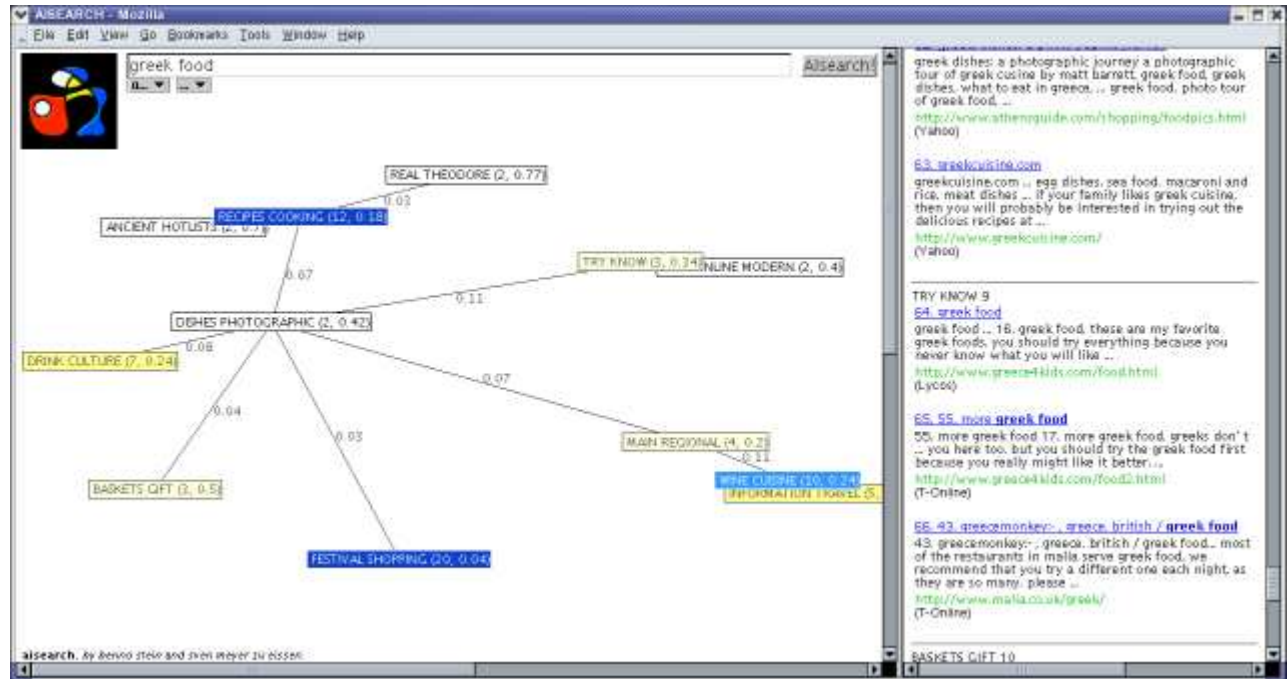 AISEARCH - Mozilla
File Edit View Go Bookmarks Tools Window Help
greek food
AIsearch!
n... ...
REAL THEODORE (2, 0.77)
0.03
RECIPES COOKING (12, 0.18)
ANCIENT HOTLISTS (2, 0.
TRY KNOW (3, 0.34)
NLINE MODERN (2, 0.4)
0.07
0.11
DISHES PHOTOGRAPHIC (2, 0.42)
0.08
DRINK CULTURE (7, 0.24)
0.07
0.04
0.03
MAIN REGIONAL (4, 0.2)
0.11
WINE CUISINE (10, 0.24)
INFORMATION TRAVEL (5,
BASKETS GIFT (3, 0.5)
FESTIVAL SHOPPING (20, 0.04)
aisearch. by benno stein and sven meyer zu eissen.
greek dishes: a photographic journey a photographic
tour of greek cusine by matt barrett. greek food, greek
dishes, what to eat in greece, ... greek food. photo tour
of greek food, ...
http://www.athensguide.com/shopping/foodpics.html
(Yahoo)
63. greekcuisine.com
greekcuisine.com ... egg dishes. sea food. macaroni and
rice, meat dishes ... if your family likes greek cuisine,
then you will probably be interested in trying out the
delicious recipes at ...
http://www.greekcuisine.com/
(Yahoo)
TRY KNOW 9
64. greek food
greek food ... 16. greek food. these are my favorite
greek foods. you should try everything because you
never know what you will like ...
http://www.greece4kids.com/food.html
(Lycos)
65. 55. more greek food
55. more greek food 17. more greek food. greeks don't
... you here too. but you should try the greek food first
because you really might like it better. ...
http://www.greece4kids.com/food2.html
(T-Online)
66. 43. greecemonkey:- , greece. british / greek food
43. greecemonkey:- , greece. british / greek food... most
of the restaurants in malia serve greek food. we
recommend that you try a different one each night, as
they are so many. please ...
http://www.malia.co.uk/greek/
(T-Online)
BASKETS GIFT 10